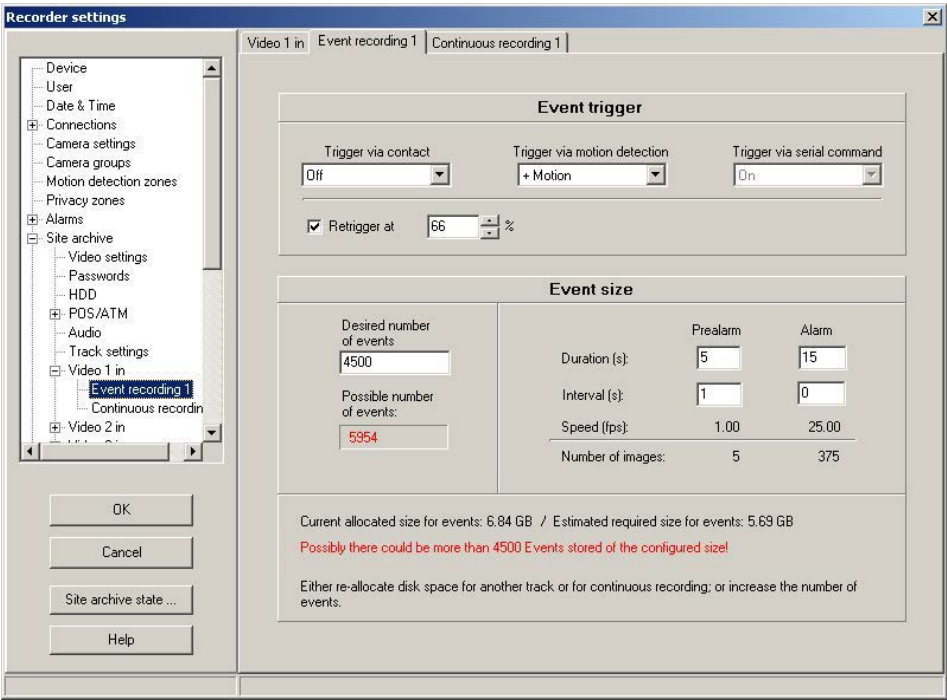 Recorder settings
Device
User
Date & Time
Connections
Camera settings
Camera groups
Motion detection zones
Privacy zones
Alarms
Site archive
Video settings
Passwords
HDD
POS/ATM
Audio
Track settings
Video 1 in
Event recording 1
Continuous recordin
Video 2 in
OK
Cancel
Site archive state ...
Help
Video 1 in
Event recording 1
Continuous recording 1
Event trigger
Trigger via contact
Trigger via motion detection
Trigger via serial command
Off
+ Motion
On
Retrigger at
66
%
Event size
Desired number
of events
4500
Possible number
of events:
5954
Prealarm
Alarm
Duration (s):
5
15
Interval (s):
1
0
Speed (fps):
1.00
25.00
Number of images:
5
375
Current allocated size for events: 6.84 GB / Estimated required size for events: 5.69 GB
Possibly there could be more than 4500 Events stored of the configured size!
Either re-allocate disk space for another track or for continuous recording; or increase the number of
events.